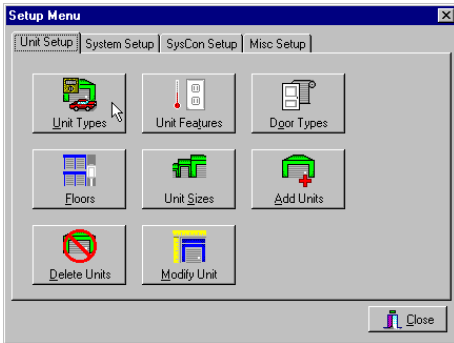 Setup Menu
Unit Setup System Setup SysCon Setup Misc Setup
Unit Types Unit Features Door Types
Floors Unit Sizes Add Units
Delete Units Modify Unit
Close